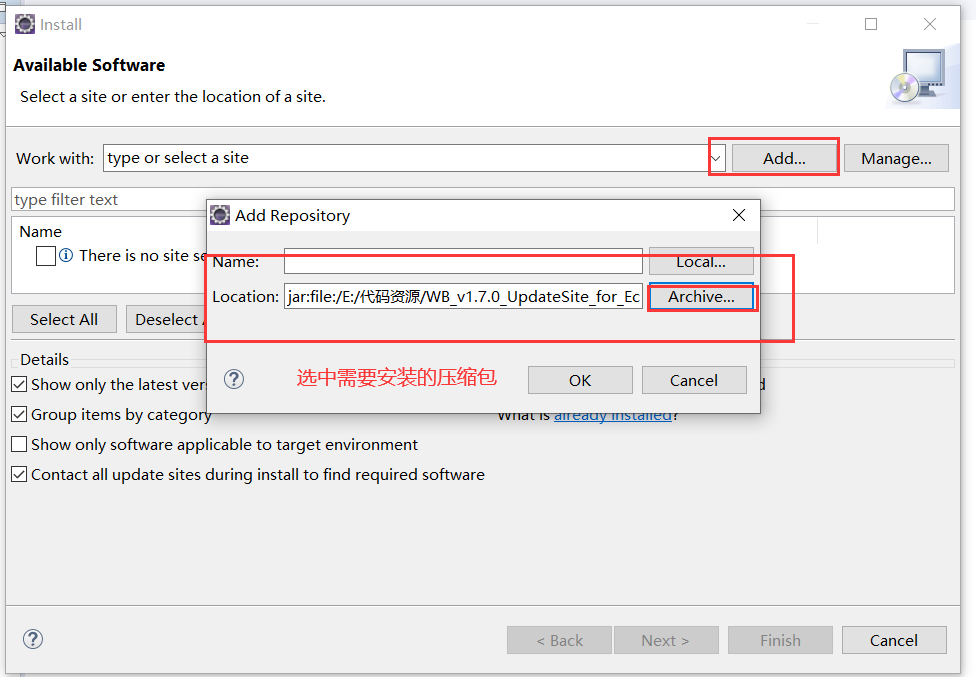 Install
Available Software
Select a site or enter the location of a site.
Work with: type or select a site Add... Manage...
type filter text
Add Repository
Name
There is no site se
Name: Local...
Location: jar:file:/E:/代码资源/WB_v1.7.0_UpdateSite_for_Ec Archive...
Select All Deselect
选中需要安装的压缩包 OK Cancel
Details
Show only the latest ver
Group items by category What is already installed?
Show only software applicable to target environment
Contact all update sites during install to find required software
< Back Next > Finish Cancel